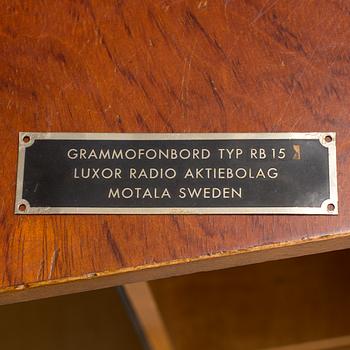 GRAMMOFONBORD TYP RB 15
LUXOR RADIO AKTIEBOLAG
MOTALA SWEDEN